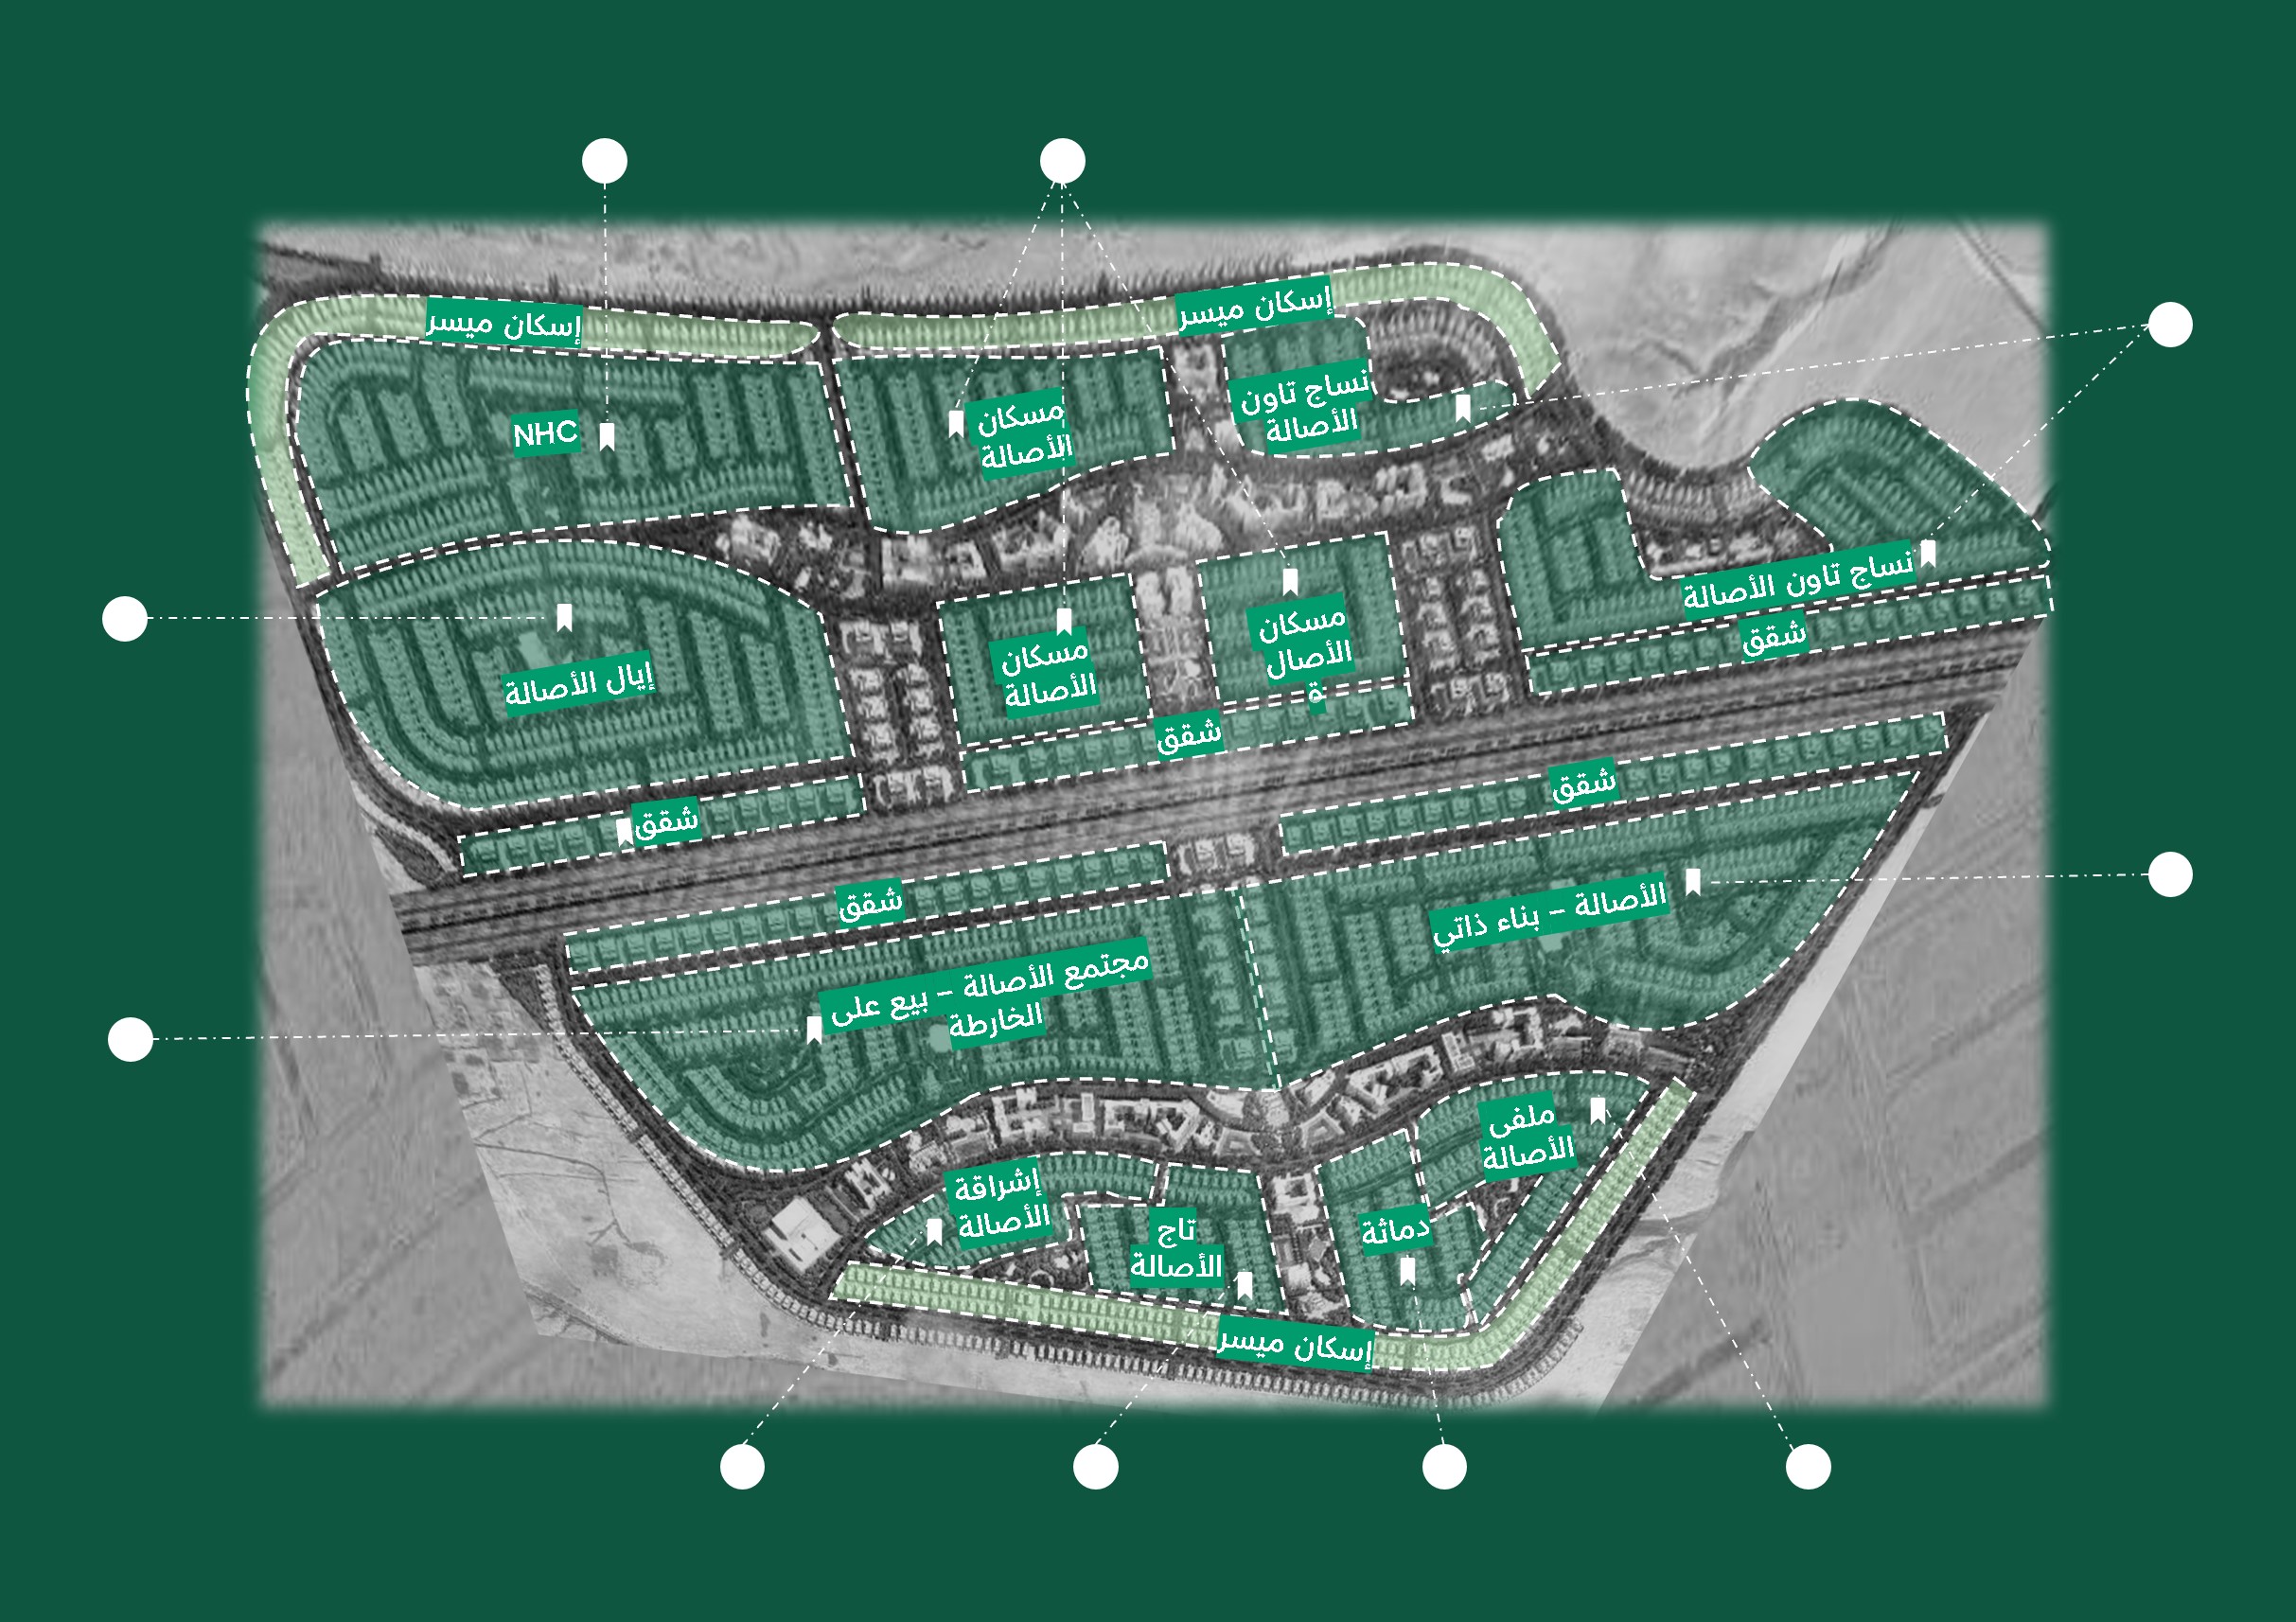 إسكان ميسر
إسكان ميسر
NHC
مسكان
الأصالة
نساج تاون
الأصالة
إيال الأصالة
مسكان
الأصالة
مسكان
الأصال
ة
نساج تاون الأصالة
شقق
شقق
شقق
شقق
شقق
الأصالة – بناء ذاتي
مجتمع الأصالة – بيع على
الخارطة
ملفى
الأصالة
إشراقة
الأصالة
تاج
الأصالة
دماثة
إسكان ميسر